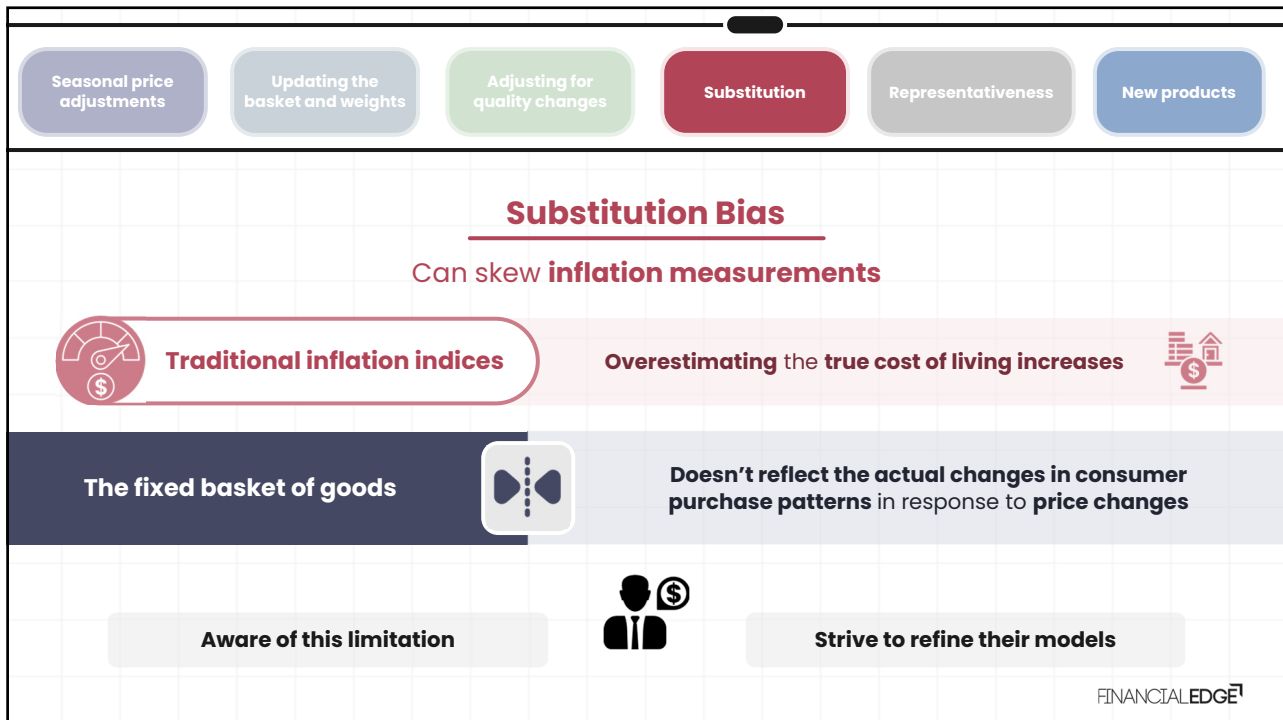 Seasonal price
adjustments
Updating the
basket and weights
Adjusting for
quality changes
Substitution
Representativeness
New products
Substitution Bias
Can skew inflation measurements
$
Traditional inflation indices
Overestimating the true cost of living increases
$
The fixed basket of goods
Doesn’t reflect the actual changes in consumer
purchase patterns in response to price changes
$
Aware of this limitation
Strive to refine their models
FINANCIALEDGE